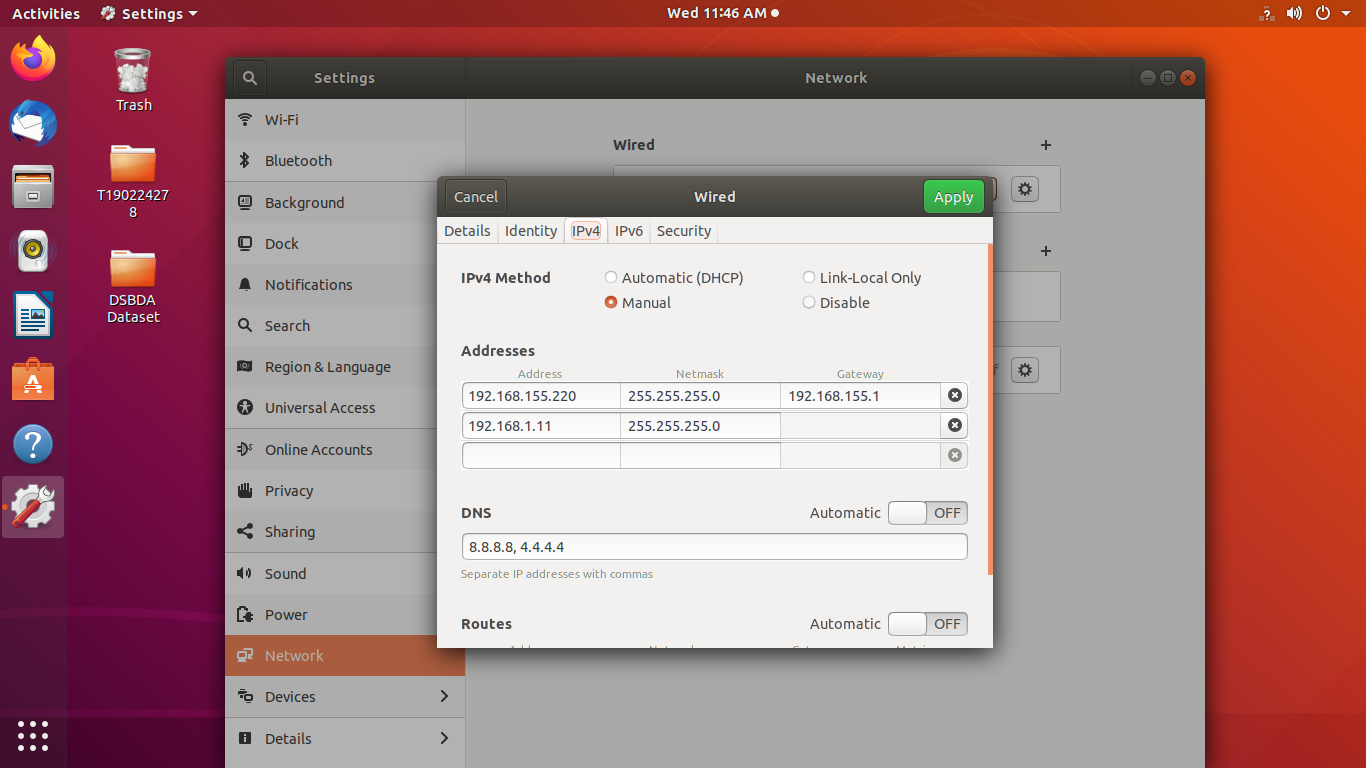 Activities
Settings
Wed 11:46 AM
?
Trash
T19022427
8
DSBDA
Dataset
Settings
Network
Wi-Fi
Bluetooth
Background
Dock
Notifications
Search
Region & Language
Universal Access
Online Accounts
Privacy
Sharing
Sound
Power
Network
Devices
Details
Wired
Cancel
Wired
Apply
Details
Identity
IPv4
IPv6
Security
IPv4 Method
Automatic (DHCP)
Link-Local Only
Manual
Disable
Addresses
Address
Netmask
Gateway
192.168.155.220
255.255.255.0
192.168.155.1
192.168.1.11
255.255.255.0
DNS
Automatic
OFF
8.8.8.8, 4.4.4.4
Separate IP addresses with commas
Routes
Automatic
OFF